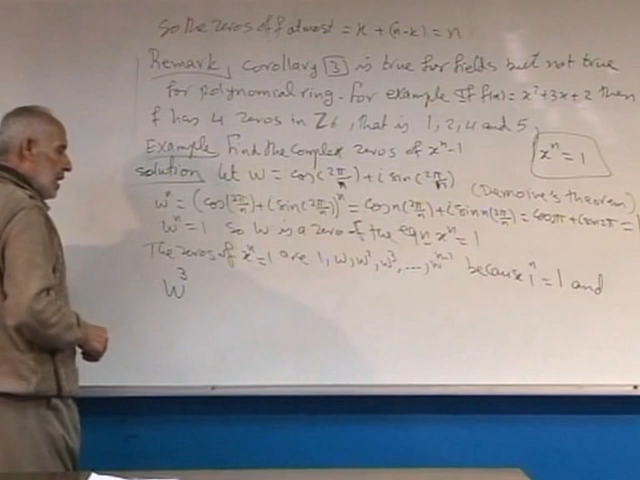 So the zeros of f atmost = k + (n-k) = n
Remark, corollary 3 is true for fields but not true
for polynomial ring. For example If f(x) = x²+3x+2 then
f has 4 zeros in Z6, that is 1, 2, 4 and 5,
Example Find the complex zeros of xⁿ-1
xⁿ = 1
solution let W = cos(2π/n) + i sin(2π/n)
(Demoivre's theorem)
wⁿ = (cos(2π/n) + i sin(2π/n))ⁿ = cos n(2π/n) + i sin n(2π/n) = cos2π + i sin2π = 1
Wⁿ = 1 so W is a zero of the eqn xⁿ = 1
The zeros of xⁿ = 1 are 1, w, w², w³, ..., wⁿ⁻¹ because 1ⁿ = 1 and
W³